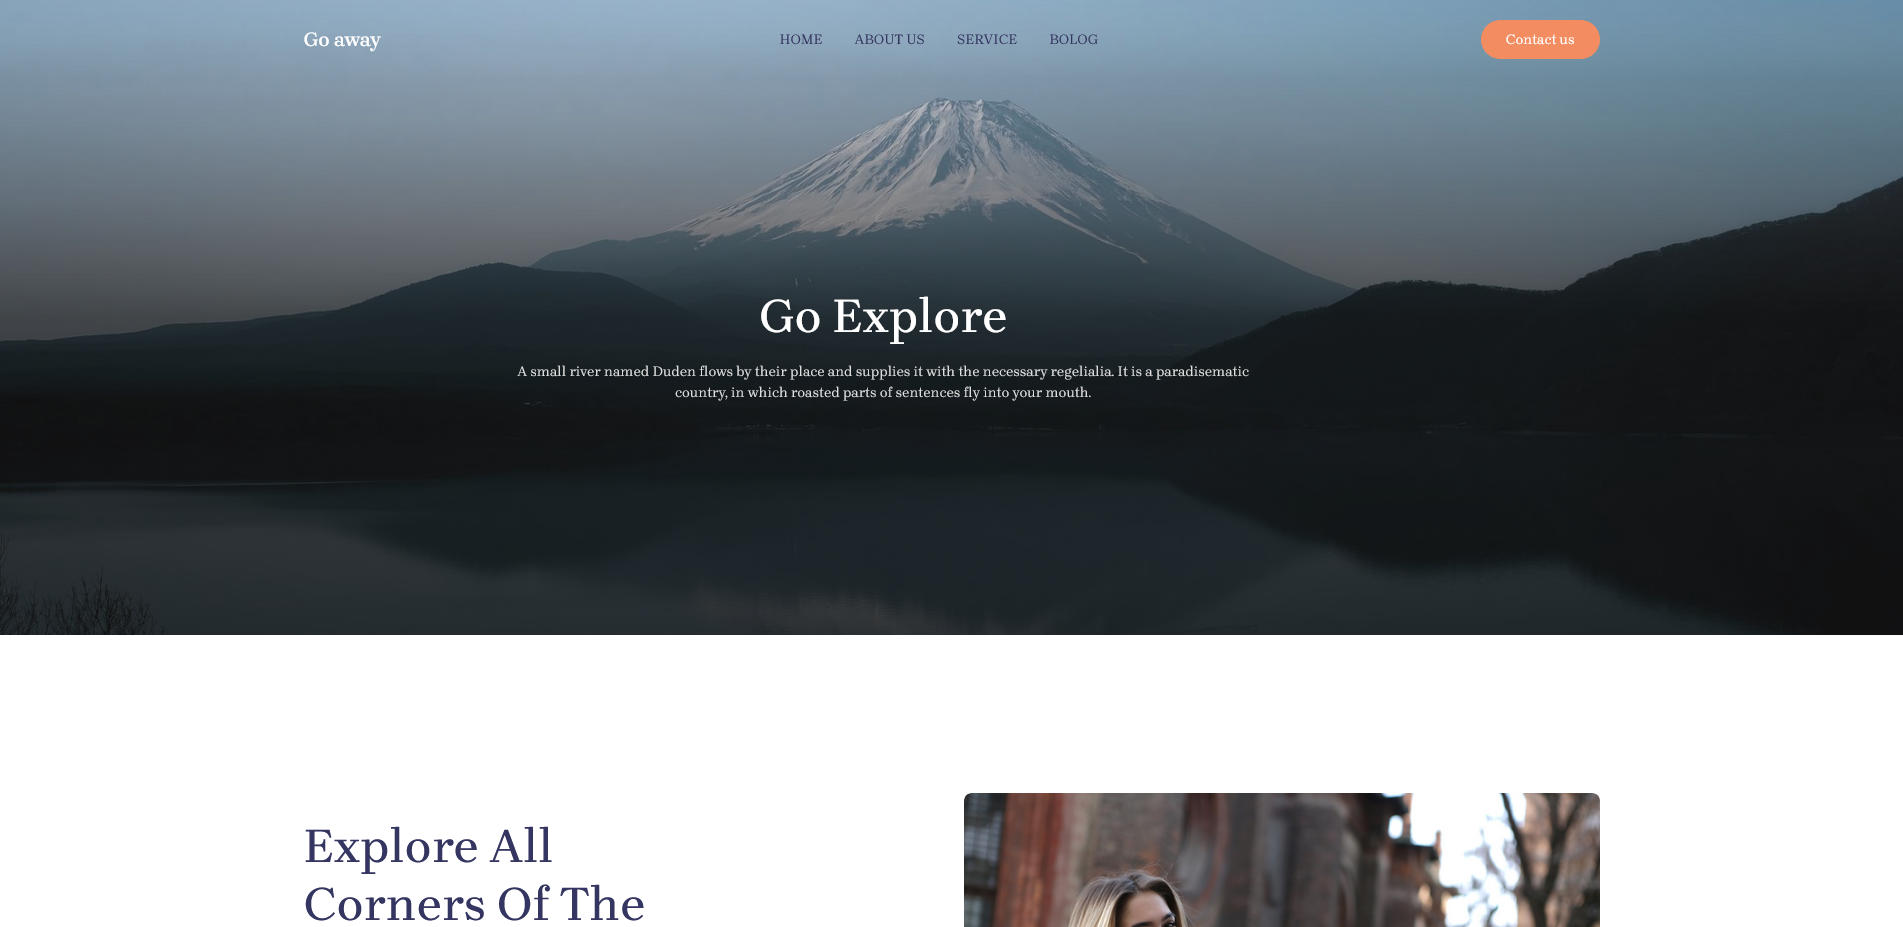 Go away
HOME
ABOUT US
SERVICE
BOLOG
Contact us
Go Explore
A small river named Duden flows by their place and supplies it with the necessary regelialia. It is a paradisematic
country, in which roasted parts of sentences fly into your mouth.
Explore All
Corners Of The